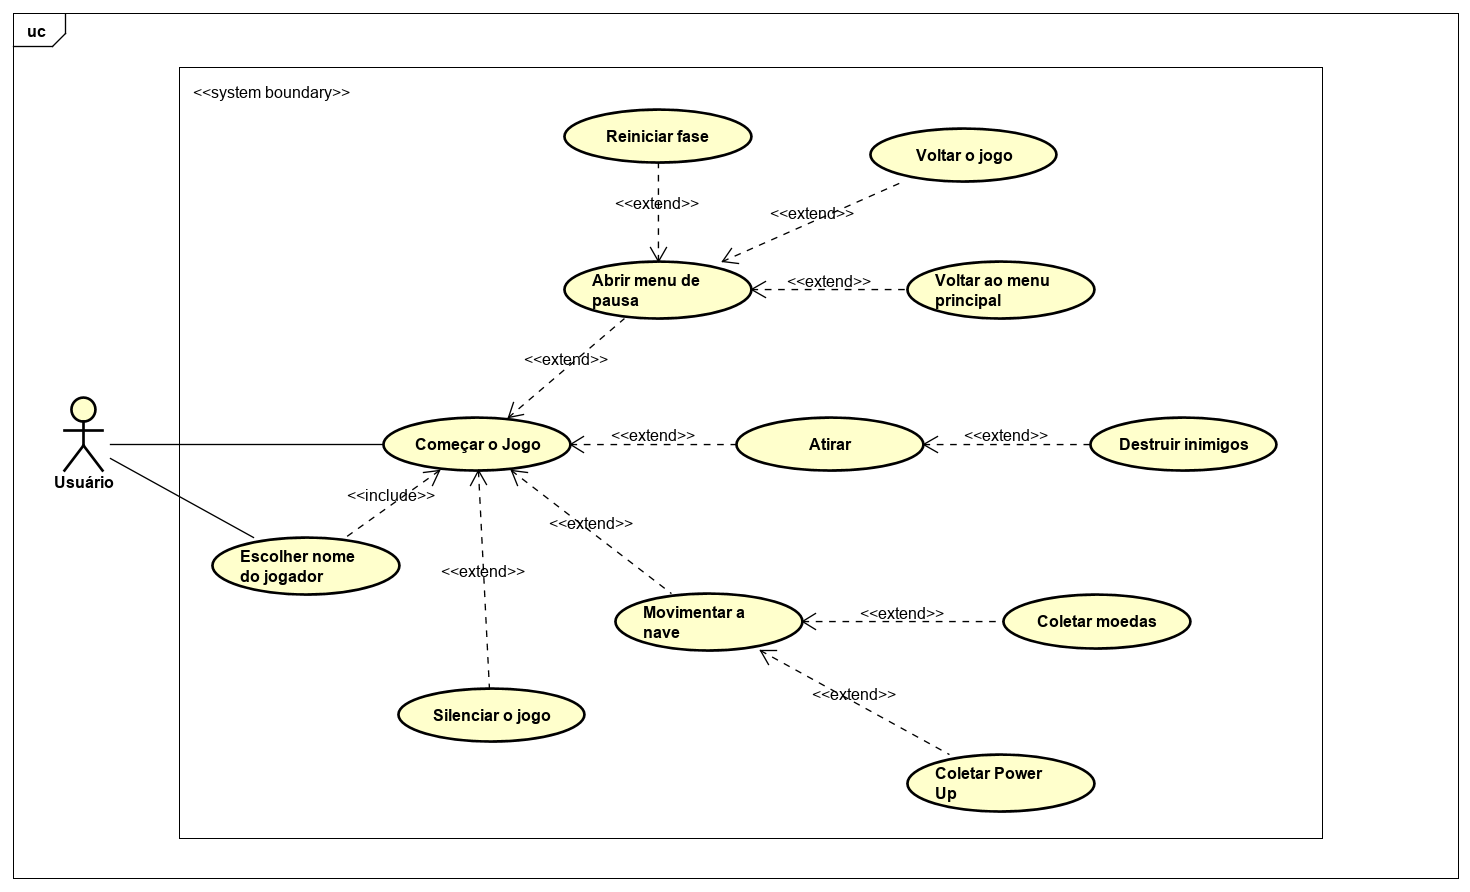 uc
<<system boundary>>
Reiniciar fase
Voltar o jogo
<<extend>>
<<extend>>
Abrir menu de
pausa
<<extend>>
Voltar ao menu
principal
<<extend>>
Usuário
Começar o Jogo
<<extend>>
Atirar
<<extend>>
Destruir inimigos
<<include>>
<<extend>>
Escolher nome
do jogador
<<extend>>
Movimentar a
nave
<<extend>>
Coletar moedas
<<extend>>
Silenciar o jogo
Coletar Power
Up